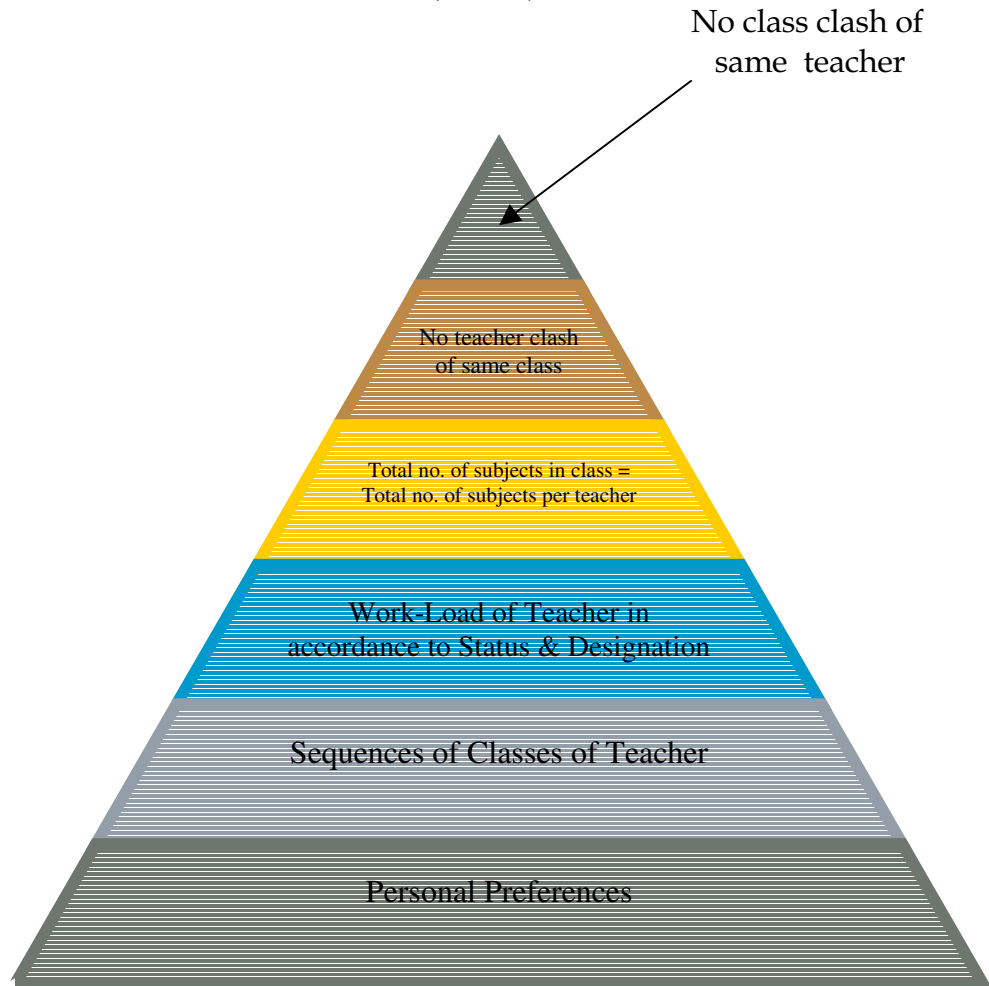 No class clash of
same teacher
No teacher clash
of same class
Total no. of subjects in class =
Total no. of subjects per teacher
Work-Load of Teacher in
accordance to Status & Designation
Sequences of Classes of Teacher
Personal Preferences